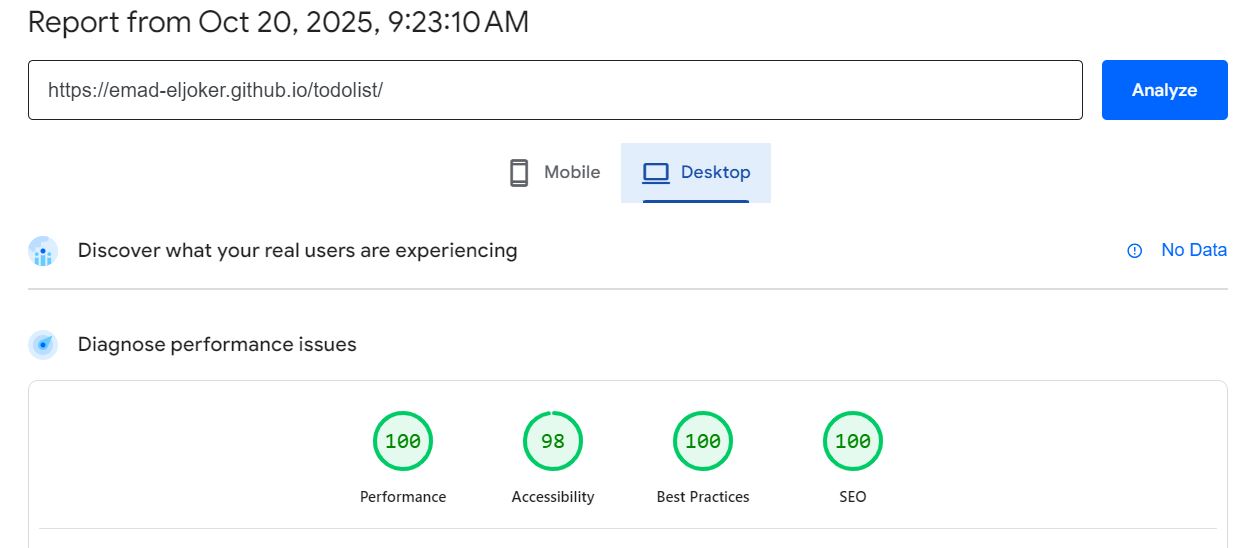 Report from Oct 20, 2025, 9:23:10 AM
https://emad-eljoker.github.io/todolist/
Analyze
Mobile
Desktop
Discover what your real users are experiencing
No Data
Diagnose performance issues
100 98 100 100
Performance Accessibility Best Practices SEO